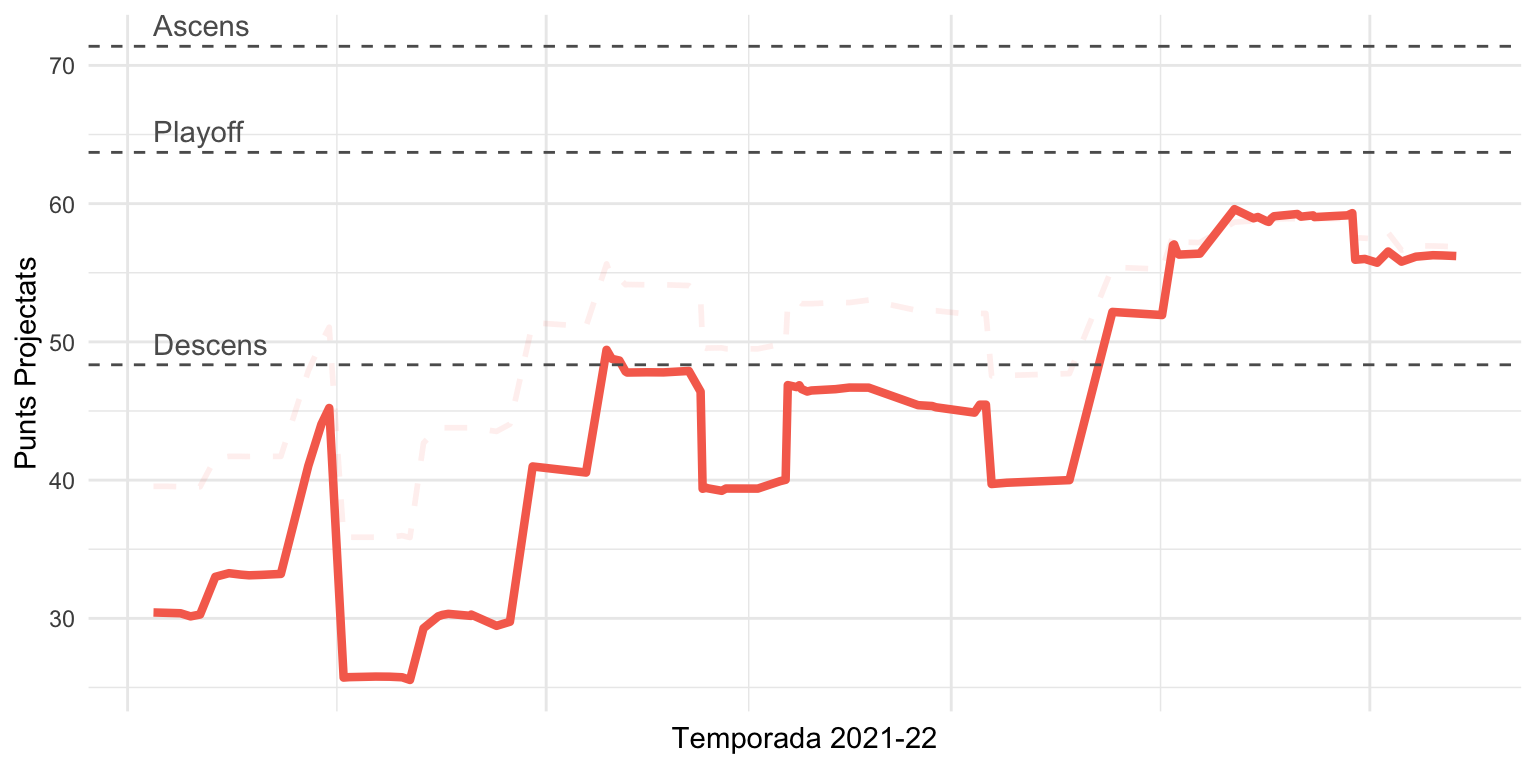 Ascens
70
Playoff
60
Descens
50
40
30
Punts Projectats
Temporada 2021-22